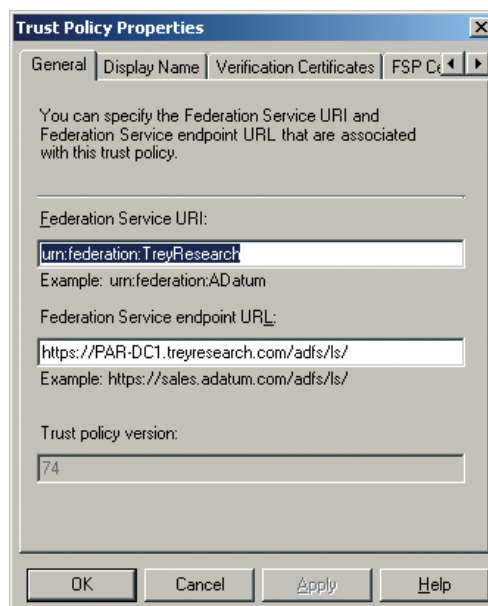 Trust Policy Properties
General
Display Name
Verification Certificates
FSP Ce
You can specify the Federation Service URI and
Federation Service endpoint URL that are associated
with this trust policy.
Federation Service URI:
urn:federation:TreyResearch
Example: urn:federation:ADatum
Federation Service endpoint URL:
https://PAR-DC1.treyresearch.com/adfs/ls/
Example: https://sales.adatum.com/adfs/ls/
Trust policy version:
74
OK
Cancel
Apply
Help